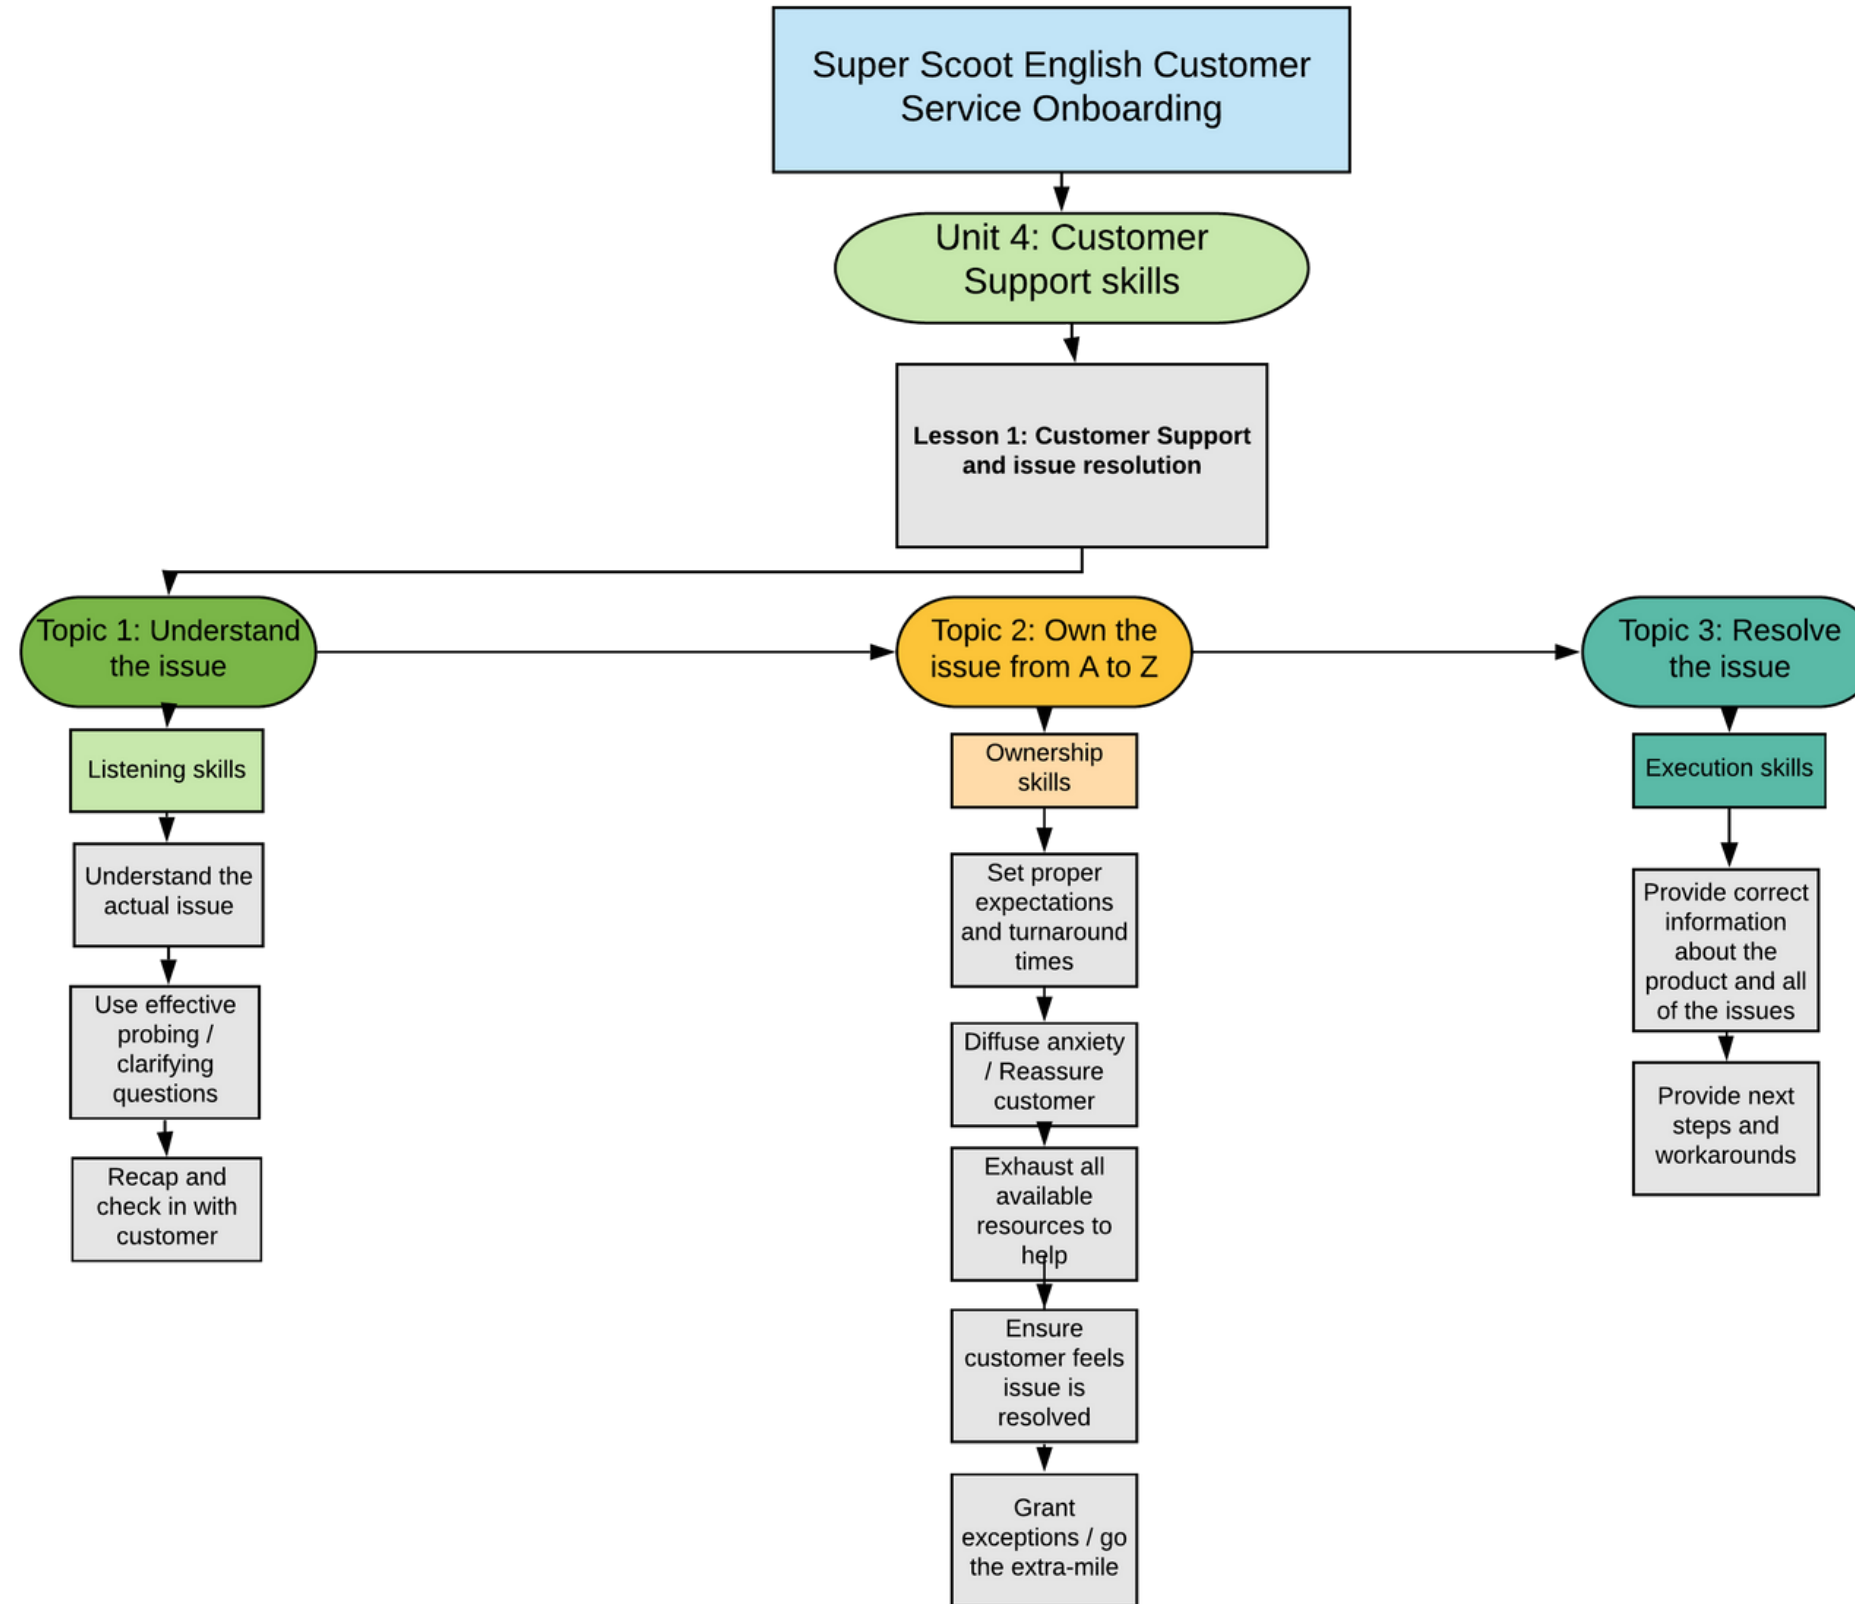 Super Scoot English Customer
Service Onboarding
Unit 4: Customer
Support skills
Lesson 1: Customer Support
and issue resolution
Topic 1: Understand
the issue
Listening skills
Understand the
actual issue
Use effective
probing /
clarifying
questions
Recap and
check in with
customer
Topic 2: Own the
issue from A to Z
Ownership
skills
Set proper
expectations
and turnaround
times
Diffuse anxiety
/ Reassure
customer
Exhaust all
available
resources to
help
Ensure
customer feels
issue is
resolved
Grant
exceptions / go
the extra-mile
Topic 3: Resolve
the issue
Execution skills
Provide correct
information
about the
product and all
of the issues
Provide next
steps and
workarounds